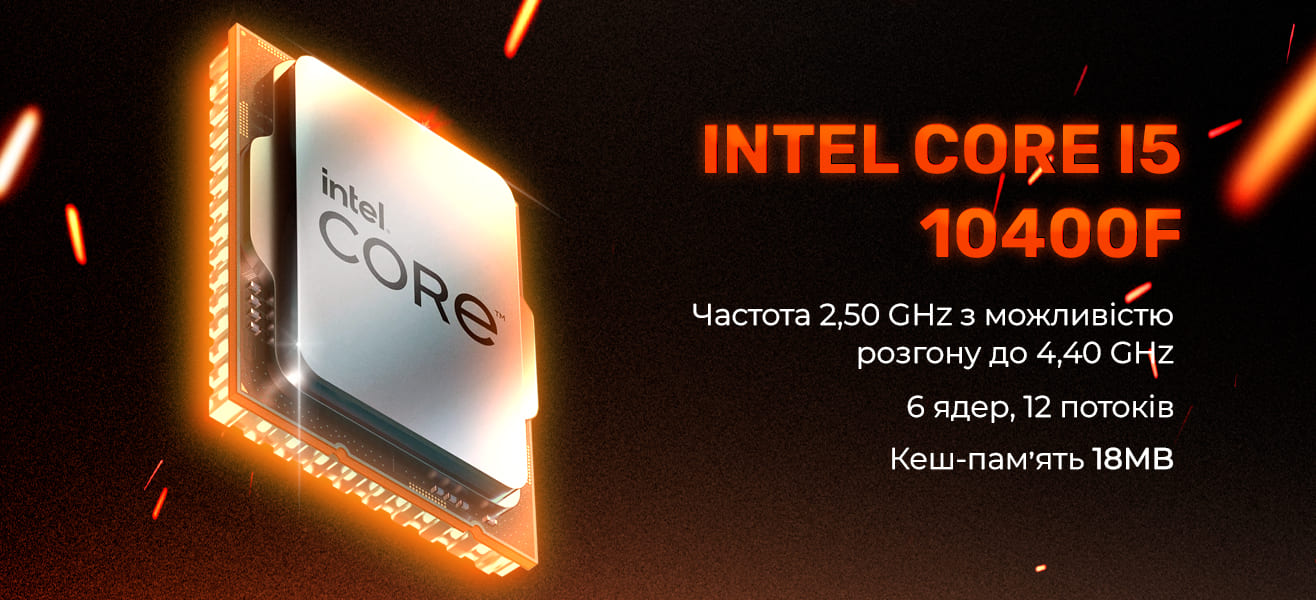 intel
CORe™
INTEL CORE I5
10400F
Частота 2,50 GHz з можливістю
розгону до 4,40 GHz
6 ядер, 12 потоків
Кеш-пам’ять 18MB